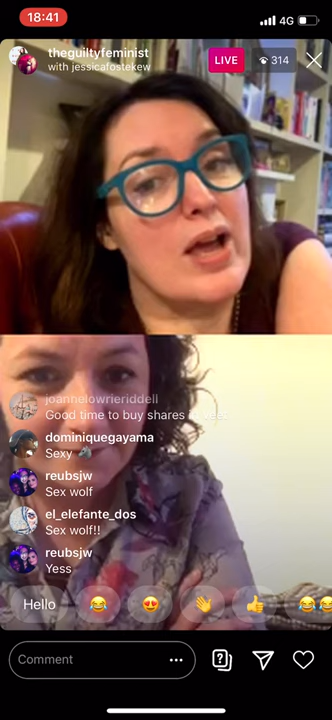 18:41
4G
theguiltyfeminist
with jessicafostekew
LIVE
314
joannelowrieriddell
Good time to buy shares
dominiquegayama
Sexy
reubsjw
Sex wolf
el_elefante_dos
Sex wolf!!
reubsjw
Yess
Hello
Comment